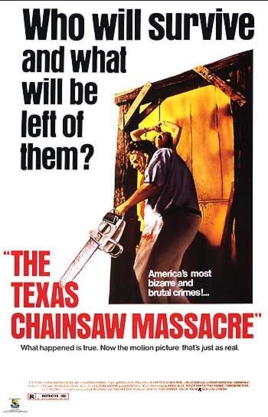 Who will survive
and what
will be
left of
them?
America's most
bizarre and
brutal crimes!...
"THE
TEXAS
CHAINSAW MASSACRE"
What happened is true. Now the motion picture that's just as real.
R RESTRICTED